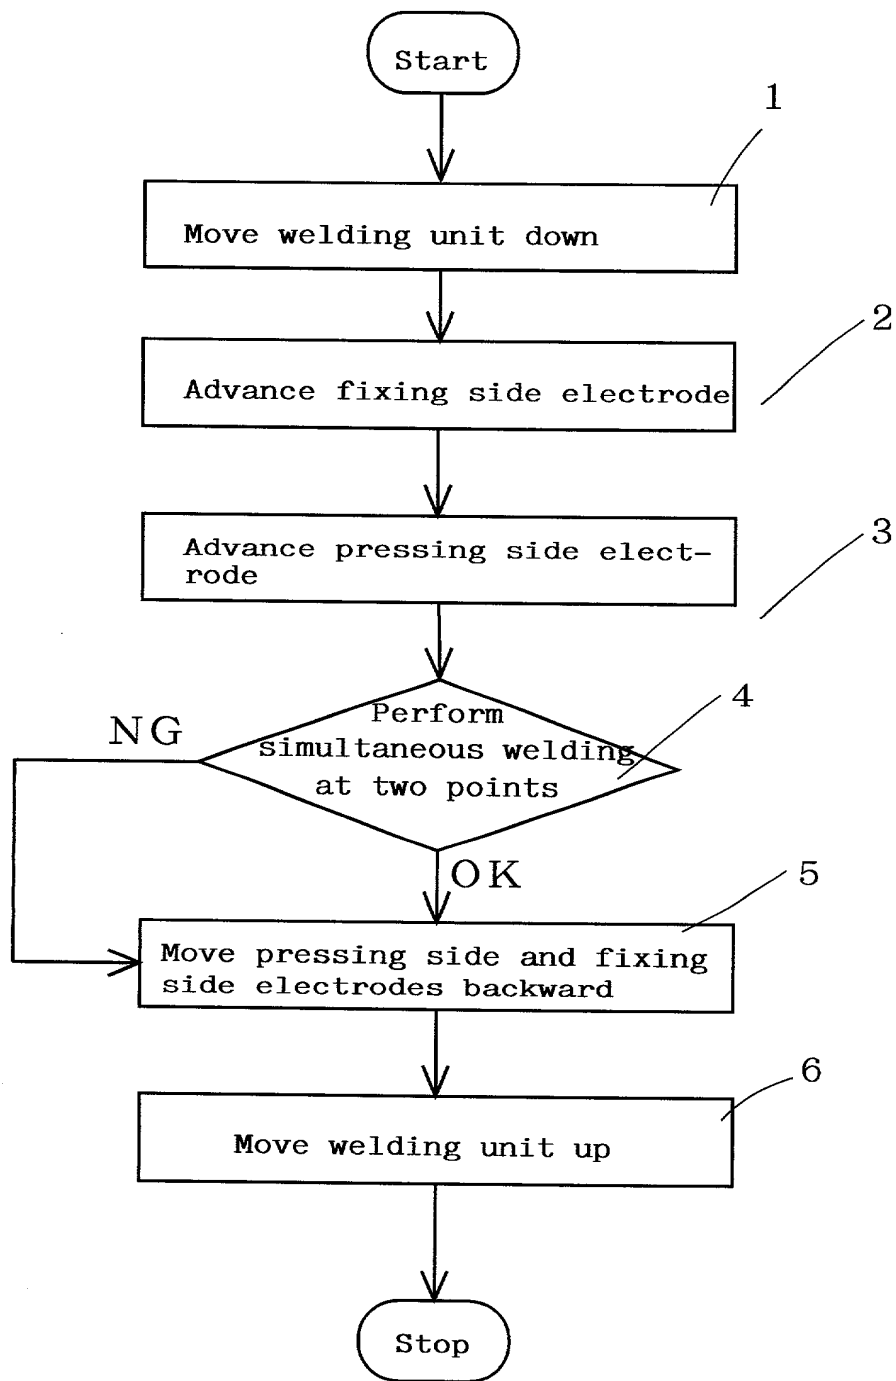 Start
1
Move welding unit down
2
Advance fixing side electrode
3
Advance pressing side elect-
rode
4
Perform
simultaneous welding
at two points
NG
OK
5
Move pressing side and fixing
side electrodes backward
6
Move welding unit up
Stop